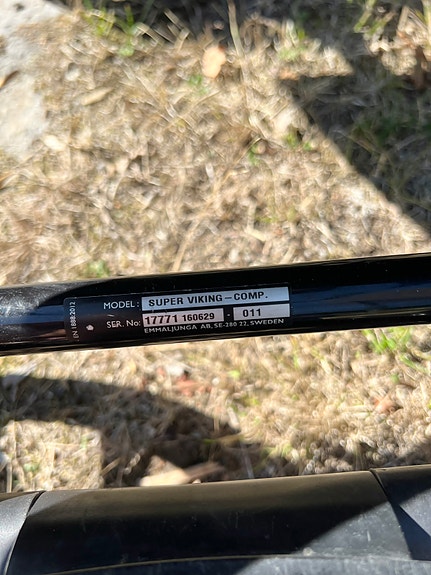 MODEL: SUPER VIKING-COMP.
SER. No: 17771 160629 - 011
EMMALJUNGA AB, SE-280 22, SWEDEN
EN 1888:2012